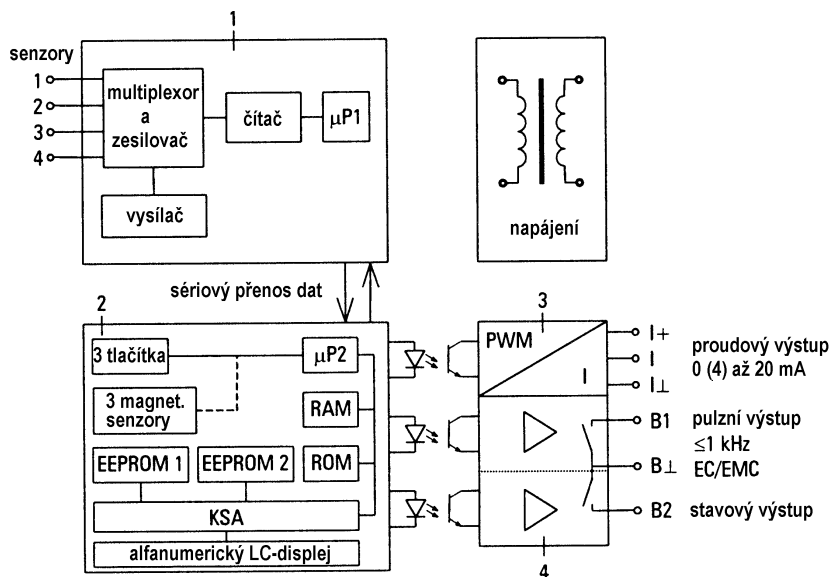 1
senzory
1
2
3
4
multiplexor
a
zesilovač
čítač
µP1
vysílač
napájení
sériový přenos dat
2
3 tlačítka
µP2
3 magnet.
senzory
RAM
EEPROM 1
EEPROM 2
ROM
KSA
alfanumerický LC-displej
3
PWM
I
I+
I
I⊥
proudový výstup
0 (4) až 20 mA
B1
pulzní výstup
≤1 kHz
B⊥
EC/EMC
B2
stavový výstup
4